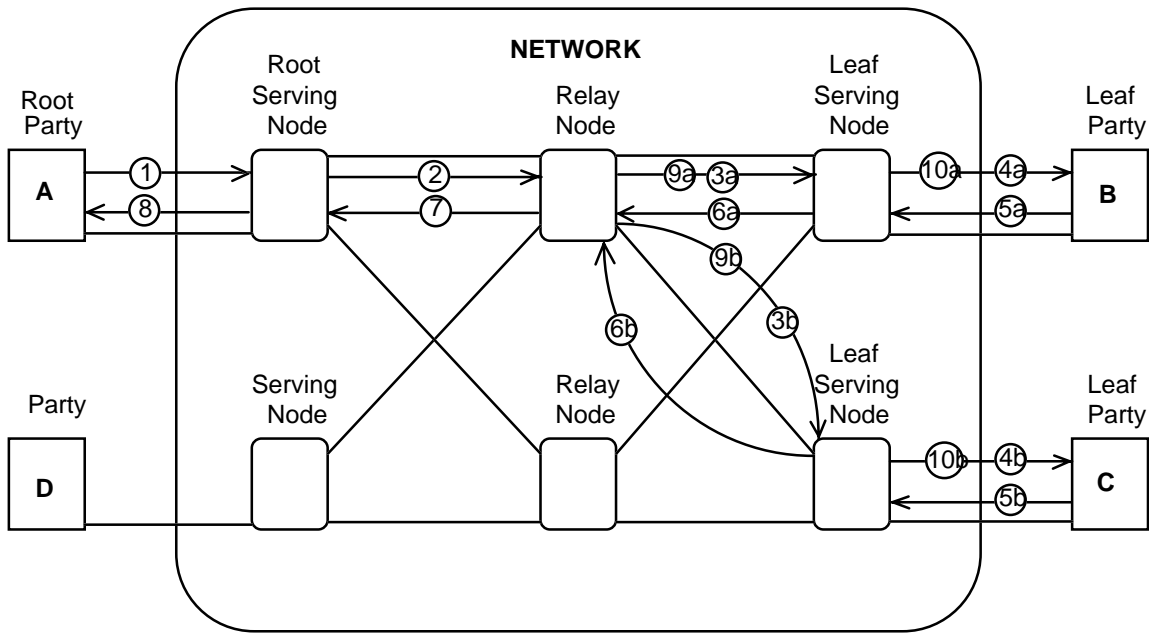 NETWORK
Root
Serving
Node
Relay
Node
Leaf
Serving
Node
Root
Party
Leaf
Party
A
1
8
2
7
9a
3a
6a
10a
4a
5a
B
9b
3b
6b
Party
Serving
Node
Relay
Node
Leaf
Serving
Node
Leaf
Party
D
10b
4b
5b
C